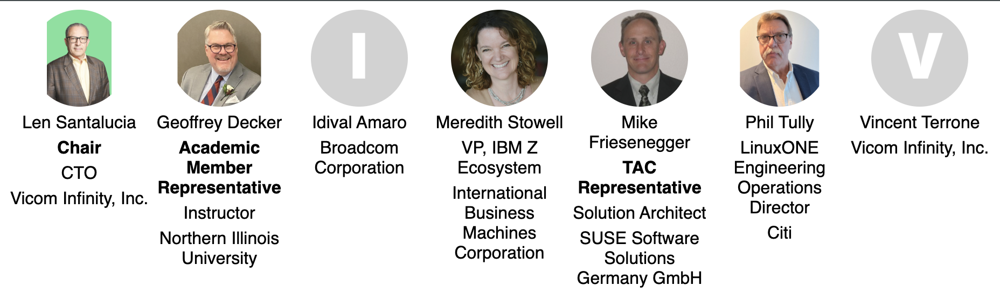 I
V
Len Santalucia
Chair
CTO
Vicom Infinity, Inc.
Geoffrey Decker
Academic
Member
Representative
Instructor
Northern Illinois
University
Idival Amaro
Broadcom
Corporation
Meredith Stowell
VP, IBM Z
Ecosystem
International
Business
Machines
Corporation
Mike
Friesenegger
TAC
Representative
Solution Architect
SUSE Software
Solutions
Germany GmbH
Phil Tully
LinuxONE
Engineering
Operations
Director
Citi
Vincent Terrone
Vicom Infinity, Inc.